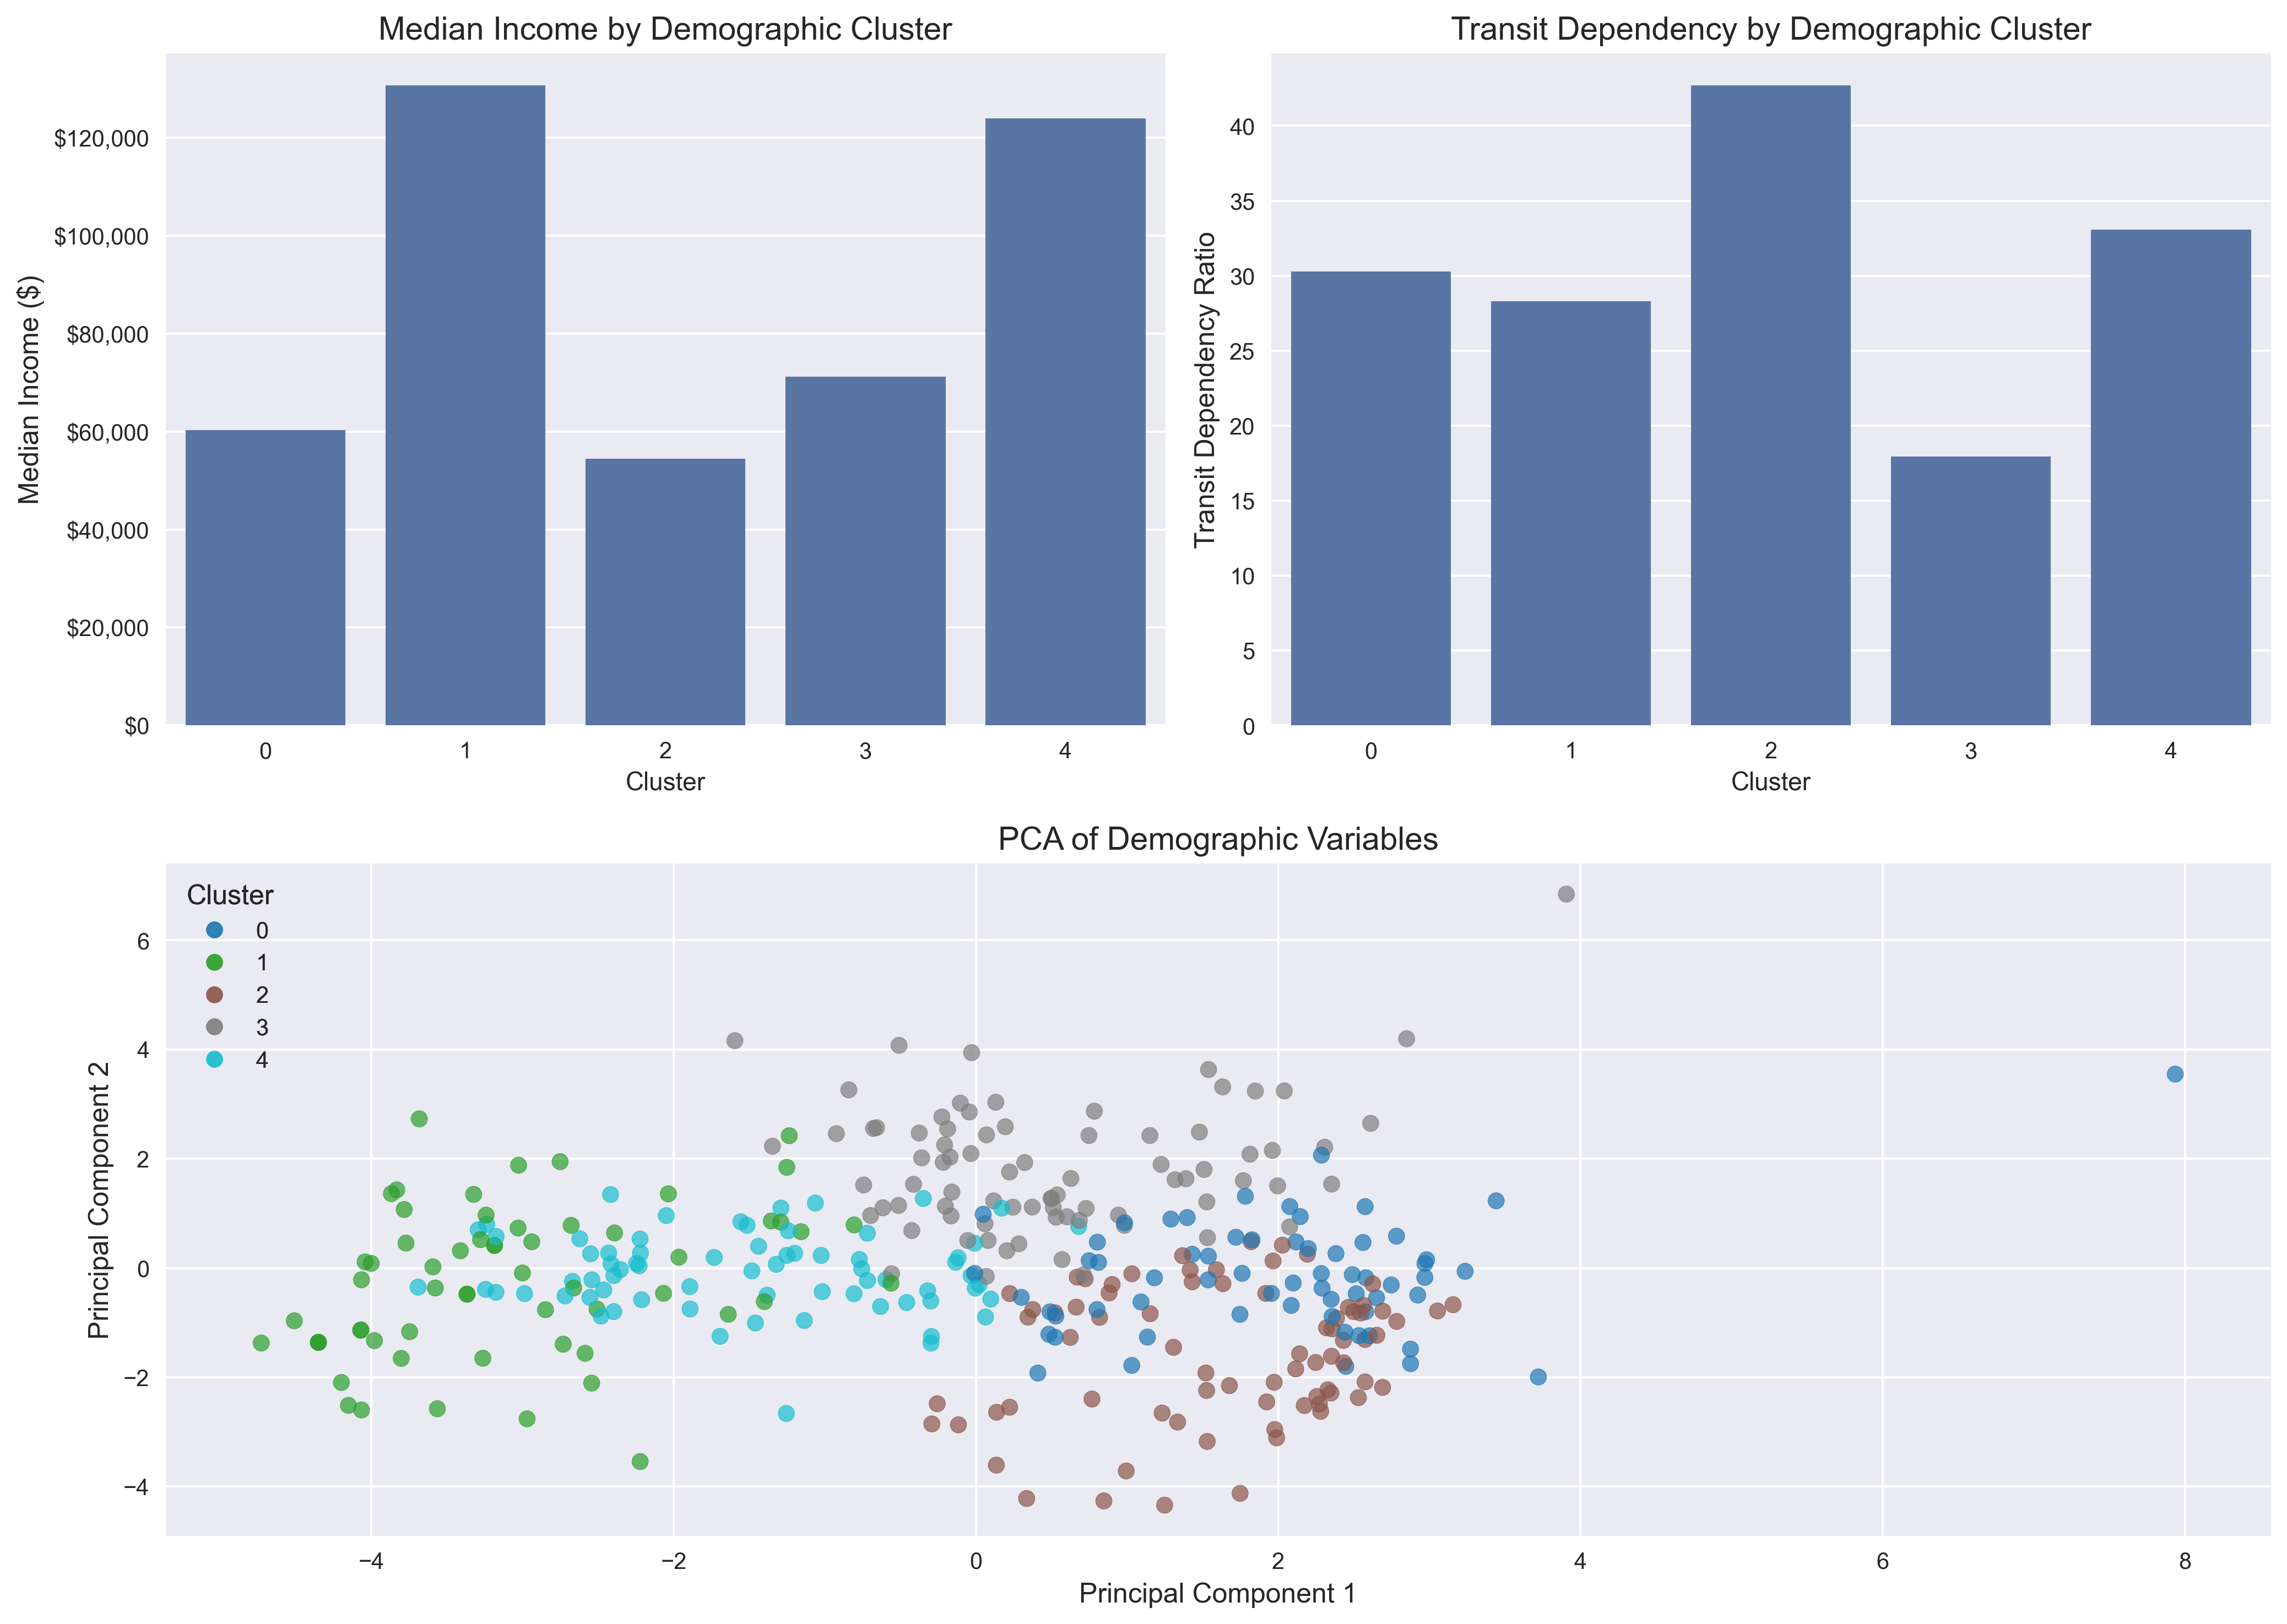 Median Income by Demographic Cluster
Median Income ($)
$120,000
$100,000
$80,000
$60,000
$40,000
$20,000
$0
0 1 2 3 4
Cluster
Transit Dependency by Demographic Cluster
Transit Dependency Ratio
40
35
30
25
20
15
10
5
0
0 1 2 3 4
Cluster
PCA of Demographic Variables
Principal Component 2
6
4
2
0
−2
−4
Cluster
0
1
2
3
4
−4 −2 0 2 4 6 8
Principal Component 1